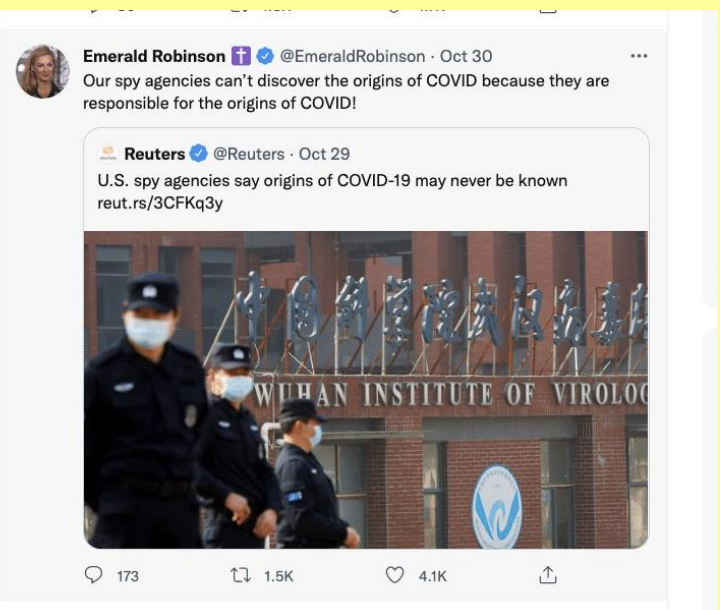 Emerald Robinson ✝️ @EmeraldRobinson · Oct 30
Our spy agencies can't discover the origins of COVID because they are
responsible for the origins of COVID!
Reuters @Reuters · Oct 29
U.S. spy agencies say origins of COVID-19 may never be known
reut.rs/3CFKq3y
中国科学院武汉病毒
WUHAN INSTITUTE OF VIROLOG
173 1.5K 4.1K